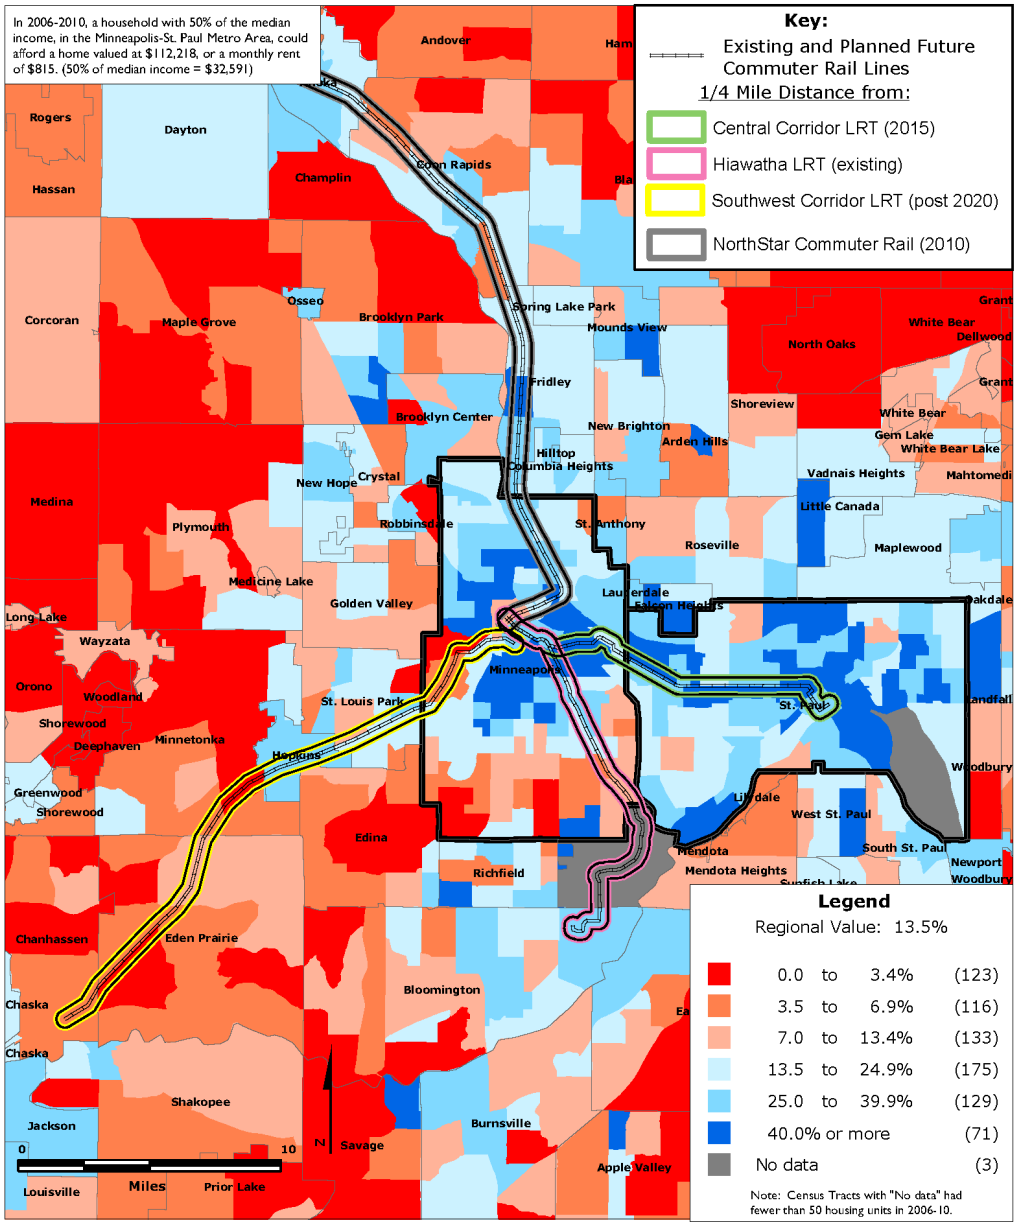 In 2006-2010, a household with 50% of the median
income, in the Minneapolis-St. Paul Metro Area, could
afford a home valued at $112,218, or a monthly rent
of $815. (50% of median income = $32,591)
Key:
Existing and Planned Future
Commuter Rail Lines
1/4 Mile Distance from:
Central Corridor LRT (2015)
Hiawatha LRT (existing)
Southwest Corridor LRT (post 2020)
NorthStar Commuter Rail (2010)
Andover
Ham
Rogers
Dayton
Coon Rapids
Champlin
Bla
Hassan
Osseo
Spring Lake Park
Grant
Corcoran
Maple Grove
Brooklyn Park
Mounds View
White Bear
Dellwood
North Oaks
Fridley
Grant
Shoreview
Brooklyn Center
White Bear
New Brighton
Gem Lake
Arden Hills
White Bear Lake
Hilltop
Columbia Heights
Crystal
Vadnais Heights
Mahtomedi
New Hope
Medina
Little Canada
Plymouth
Robbinsdale
St. Anthony
Roseville
Maplewood
Medicine Lake
Lauderdale
Golden Valley
Falcon Heights
Oakdale
Long Lake
Wayzata
Minneapolis
Orono
Woodland
St. Louis Park
St. Paul
Landfall
Shorewood
Minnetonka
Deephaven
Hopkins
Woodbury
Greenwood
Lilydale
Shorewood
West St. Paul
Edina
Mendota
South St. Paul
Newport
Richfield
Mendota Heights
Woodbury
Sunfish Lake
Chanhassen
Eden Prairie
Bloomington
Chaska
Ea
Chaska
Shakopee
Jackson
Burnsville
Savage
Apple Valley
Louisville
Prior Lake
0
10
Miles
N
Legend
Regional Value: 13.5%
0.0 to 3.4% (123)
3.5 to 6.9% (116)
7.0 to 13.4% (133)
13.5 to 24.9% (175)
25.0 to 39.9% (129)
40.0% or more (71)
No data (3)
Note: Census Tracts with "No data" had
fewer than 50 housing units in 2006-10.